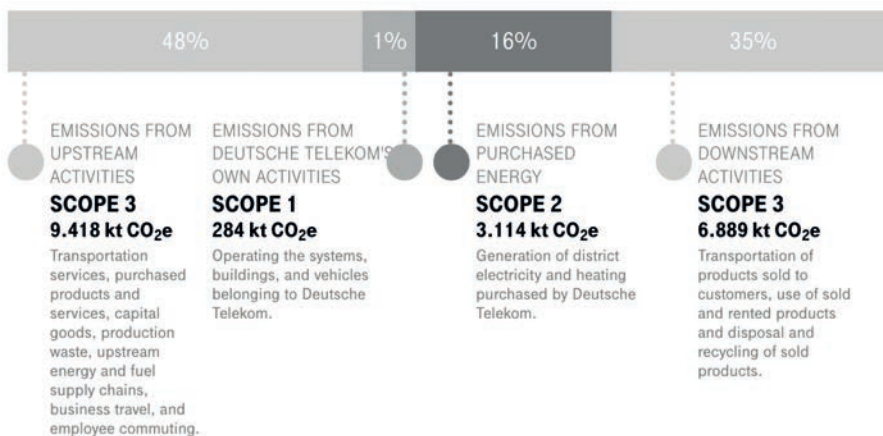 48%
1%
16%
35%
EMISSIONS FROM
UPSTREAM
ACTIVITIES
SCOPE 3
9.418 kt CO₂e
Transportation
services, purchased
products and
services, capital
goods, production
waste, upstream
energy and fuel
supply chains,
business travel, and
employee commuting.
EMISSIONS FROM
DEUTSCHE TELEKOM'S
OWN ACTIVITIES
SCOPE 1
284 kt CO₂e
Operating the systems,
buildings, and vehicles
belonging to Deutsche
Telekom.
EMISSIONS FROM
PURCHASED
ENERGY
SCOPE 2
3.114 kt CO₂e
Generation of district
electricity and heating
purchased by Deutsche
Telekom.
EMISSIONS FROM
DOWNSTREAM
ACTIVITIES
SCOPE 3
6.889 kt CO₂e
Transportation of
products sold to
customers, use of sold
and rented products
and disposal and
recycling of sold
products.